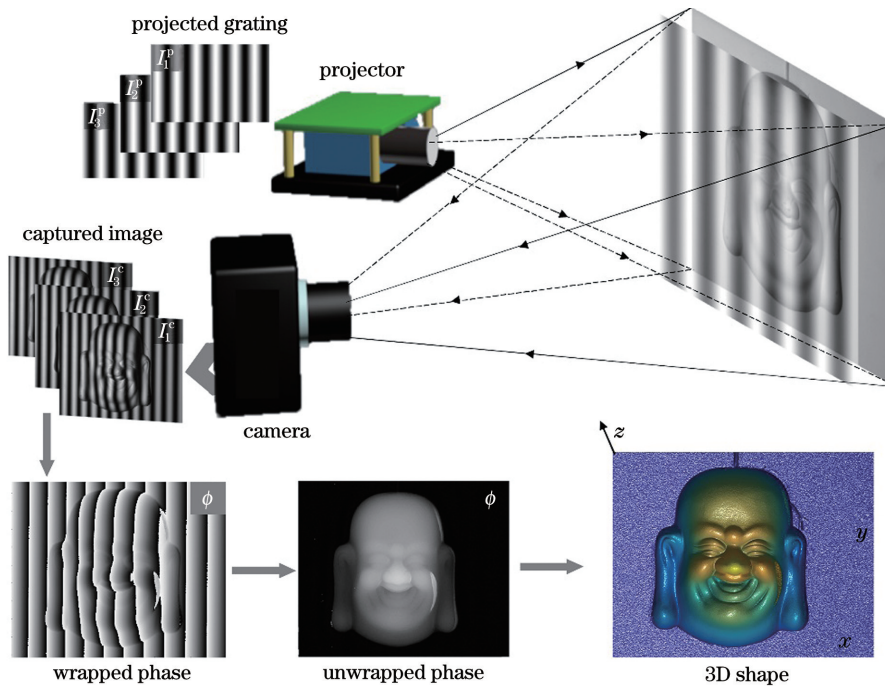 projected grating
I₁ᵖ
I₂ᵖ
I₃ᵖ
projector
captured image
I₃ᶜ
I₂ᶜ
I₁ᶜ
camera
ϕ
wrapped phase
ϕ
unwrapped phase
z
y
x
3D shape